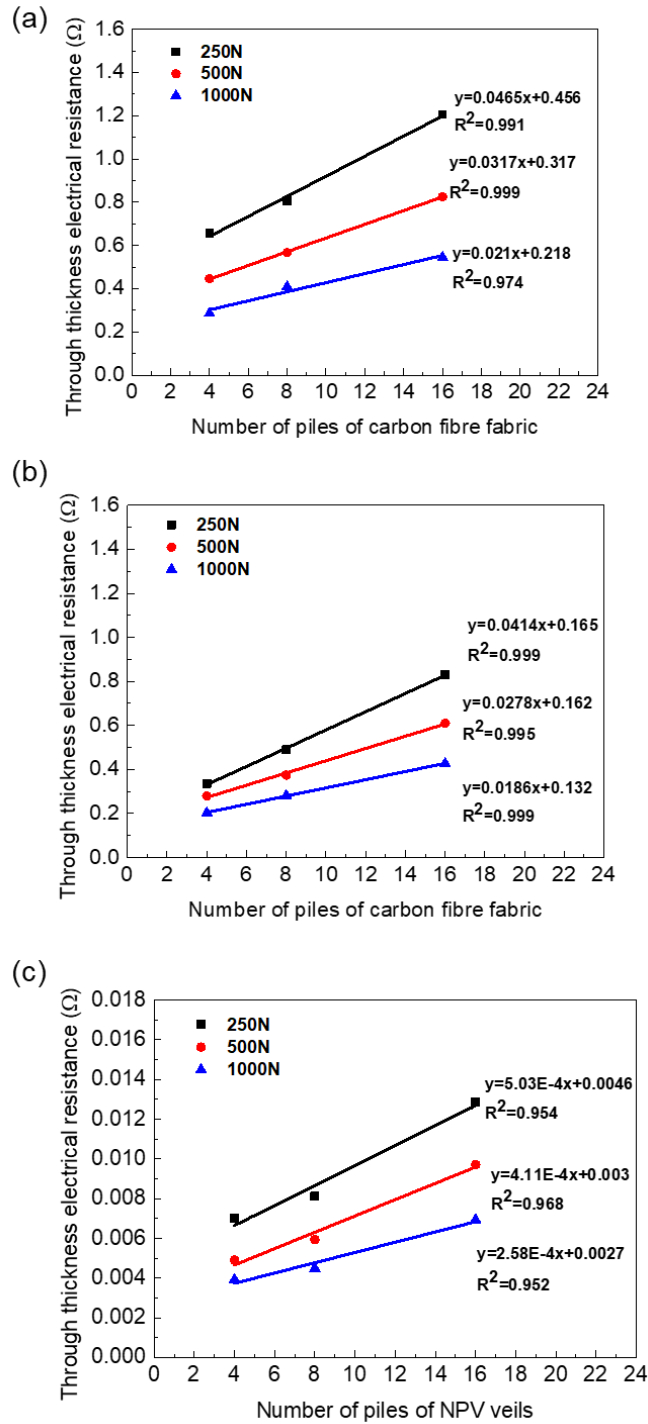 (a)
1.6
1.4
1.2
1.0
0.8
0.6
0.4
0.2
0.0
Through thickness electrical resistance (Ω)
250N
500N
1000N
y=0.0465x+0.456
R²=0.991
y=0.0317x+0.317
R²=0.999
y=0.021x+0.218
R²=0.974
0 2 4 6 8 10 12 14 16 18 20 22 24
Number of piles of carbon fibre fabric
(b)
1.6
1.4
1.2
1.0
0.8
0.6
0.4
0.2
0.0
Through thickness electrical resistance (Ω)
250N
500N
1000N
y=0.0414x+0.165
R²=0.999
y=0.0278x+0.162
R²=0.995
y=0.0186x+0.132
R²=0.999
0 2 4 6 8 10 12 14 16 18 20 22 24
Number of piles of carbon fibre fabric
(c)
0.018
0.016
0.014
0.012
0.010
0.008
0.006
0.004
0.002
0.000
Through thickness electrical resistance (Ω)
250N
500N
1000N
y=5.03E-4x+0.0046
R²=0.954
y=4.11E-4x+0.003
R²=0.968
y=2.58E-4x+0.0027
R²=0.952
0 2 4 6 8 10 12 14 16 18 20 22 24
Number of piles of NPV veils